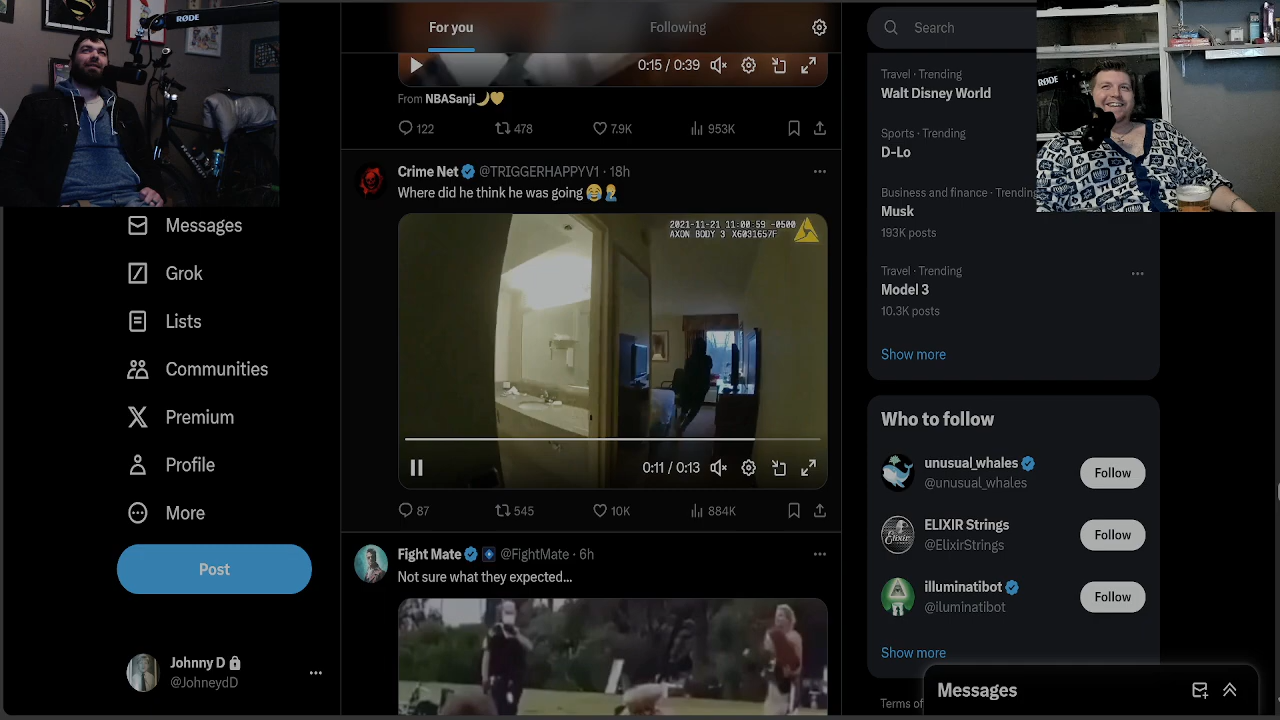 RØDE
For you
Following
Search
0:15 / 0:39
From NBASanji🌙💛
122
478
7.9K
953K
Crime Net @TRIGGERHAPPYV1 · 18h
Where did he think he was going 😂🤦‍♂️
2021-11-21 11:00:59 -0500
AXON BODY 3 X6031657F
0:11 / 0:13
87
545
10K
884K
Fight Mate @FightMate · 6h
Not sure what they expected...
Messages
Grok
Lists
Communities
Premium
Profile
More
Post
Johnny D
@JohneydD
RØDE
Travel · Trending
Walt Disney World
Sports · Trending
D-Lo
Business and finance · Trending
Musk
193K posts
Travel · Trending
Model 3
10.3K posts
Show more
Who to follow
unusual_whales
@unusual_whales
Follow
ELIXIR Strings
@ElixirStrings
Follow
illuminatibot
@iluminatibot
Follow
Show more
Terms of
Messages